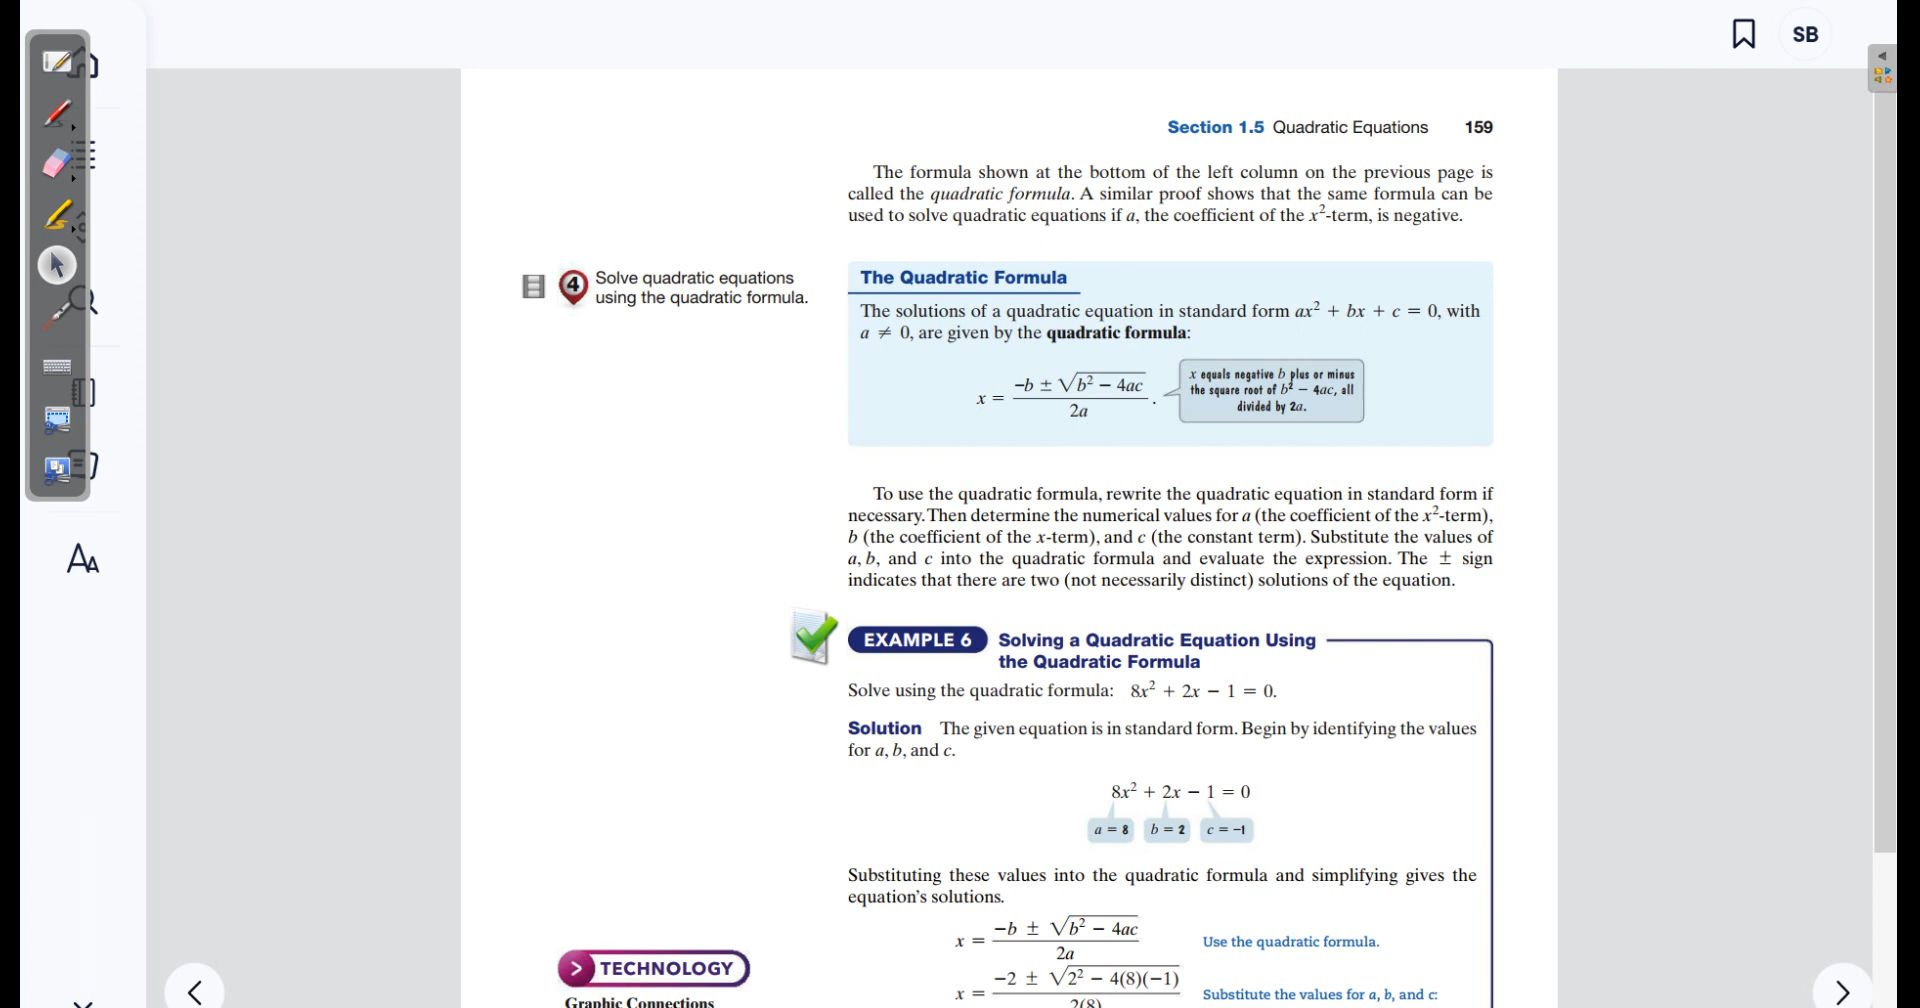 SB
Section 1.5 Quadratic Equations 159
The formula shown at the bottom of the left column on the previous page is
called the quadratic formula. A similar proof shows that the same formula can be
used to solve quadratic equations if a, the coefficient of the x²-term, is negative.
4 Solve quadratic equations
using the quadratic formula.
The Quadratic Formula
The solutions of a quadratic equation in standard form ax² + bx + c = 0, with
a ≠ 0, are given by the quadratic formula:
x = (-b ± √(b² − 4ac)) / 2a.
x equals negative b plus or minus
the square root of b² − 4ac, all
divided by 2a.
To use the quadratic formula, rewrite the quadratic equation in standard form if
necessary. Then determine the numerical values for a (the coefficient of the x²-term),
b (the coefficient of the x-term), and c (the constant term). Substitute the values of
a, b, and c into the quadratic formula and evaluate the expression. The ± sign
indicates that there are two (not necessarily distinct) solutions of the equation.
EXAMPLE 6 Solving a Quadratic Equation Using
the Quadratic Formula
Solve using the quadratic formula: 8x² + 2x − 1 = 0.
Solution The given equation is in standard form. Begin by identifying the values
for a, b, and c.
8x² + 2x − 1 = 0
a = 8 b = 2 c = −1
Substituting these values into the quadratic formula and simplifying gives the
equation's solutions.
x = (−b ± √(b² − 4ac)) / 2a Use the quadratic formula.
x = (−2 ± √(2² − 4(8)(−1))) / 2(8) Substitute the values for a, b, and c:
> TECHNOLOGY
Graphic Connections
AA